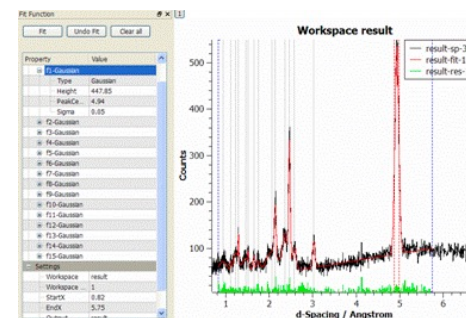 Fit Function
Fit
Undo Fit
Clear all
Property Value
f1-Gaussian
Type Gaussian
Height 447.85
PeakCe... 4.94
Sigma 0.05
f2-Gaussian
f3-Gaussian
f4-Gaussian
f5-Gaussian
f6-Gaussian
f7-Gaussian
f8-Gaussian
f9-Gaussian
f10-Gaussian
f11-Gaussian
f12-Gaussian
f13-Gaussian
f14-Gaussian
f15-Gaussian
Settings
Workspace result
Workspace ... 1
StartX 0.82
EndX 5.75
Output result
1
Workspace result
result-sp-3
result-fit-1
result-res-
500
400
300
200
100
Counts
1 2 3 4 5 6
d-Spacing / Angstrom